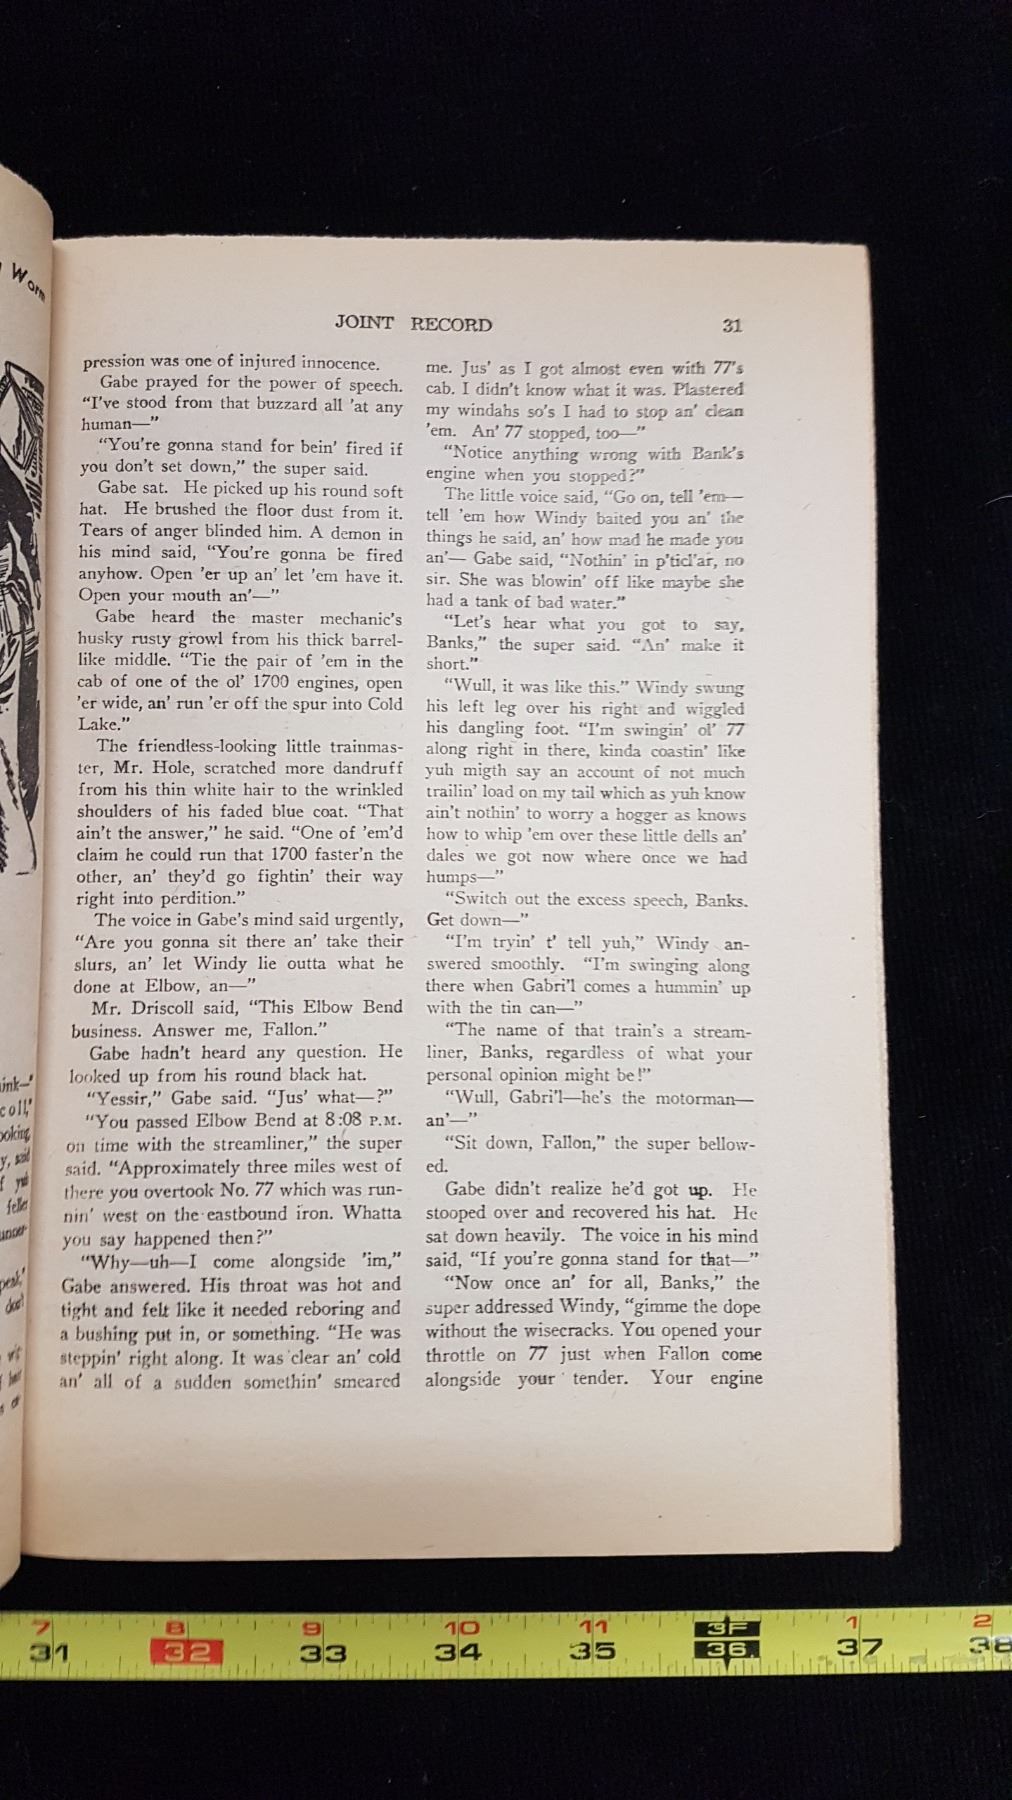 Worm
JOINT RECORD
31
pression was one of injured innocence.
Gabe prayed for the power of speech.
“I’ve stood from that buzzard all ’at any
human—”
“You’re gonna stand for bein’ fired if
you don’t set down,” the super said.
Gabe sat. He picked up his round soft
hat. He brushed the floor dust from it.
Tears of anger blinded him. A demon in
his mind said, “You’re gonna be fired
anyhow. Open ’er up an’ let ’em have it.
Open your mouth an’—”
Gabe heard the master mechanic’s
husky rusty growl from his thick barrel-
like middle. “Tie the pair of ’em in the
cab of one of the ol’ 1700 engines, open
’er wide, an’ run ’er off the spur into Cold
Lake.”
The friendless-looking little trainmas-
ter, Mr. Hole, scratched more dandruff
from his thin white hair to the wrinkled
shoulders of his faded blue coat. “That
ain’t the answer,” he said. “One of ’em’d
claim he could run that 1700 faster’n the
other, an’ they’d go fightin’ their way
right into perdition.”
The voice in Gabe’s mind said urgently,
“Are you gonna sit there an’ take their
slurs, an’ let Windy lie outta what he
done at Elbow, an—”
Mr. Driscoll said, “This Elbow Bend
business. Answer me, Fallon.”
Gabe hadn’t heard any question. He
looked up from his round black hat.
“Yessir,” Gabe said. “Jus’ what—?”
“You passed Elbow Bend at 8:08 P.M.
on time with the streamliner,” the super
said. “Approximately three miles west of
there you overtook No. 77 which was run-
nin’ west on the eastbound iron. Whatta
you say happened then?”
“Why—uh—I come alongside ’im,”
Gabe answered. His throat was hot and
tight and felt like it needed reboring and
a bushing put in, or something. “He was
steppin’ right along. It was clear an’ cold
an’ all of a sudden somethin’ smeared
me. Jus’ as I got almost even with 77’s
cab. I didn’t know what it was. Plastered
my windahs so’s I had to stop an’ clean
’em. An’ 77 stopped, too—”
“Notice anything wrong with Bank’s
engine when you stopped?”
The little voice said, “Go on, tell ’em—
tell ’em how Windy baited you an’ the
things he said, an’ how mad he made you
an’— Gabe said, “Nothin’ in p’ticl’ar, no
sir. She was blowin’ off like maybe she
had a tank of bad water.”
“Let’s hear what you got to say,
Banks,” the super said. “An’ make it
short.”
“Wull, it was like this.” Windy swung
his left leg over his right and wiggled
his dangling foot. “I’m swingin’ ol’ 77
along right in there, kinda coastin’ like
yuh migth say an account of not much
trailin’ load on my tail which as yuh know
ain’t nothin’ to worry a hogger as knows
how to whip ’em over these little dells an’
dales we got now where once we had
humps—”
“Switch out the excess speech, Banks.
Get down—”
“I’m tryin’ t’ tell yuh,” Windy an-
swered smoothly. “I’m swinging along
there when Gabri’l comes a hummin’ up
with the tin can—”
“The name of that train’s a stream-
liner, Banks, regardless of what your
personal opinion might be!”
“Wull, Gabri’l—he’s the motorman—
an’—”
“Sit down, Fallon,” the super bellow-
ed.
Gabe didn’t realize he’d got up. He
stooped over and recovered his hat. He
sat down heavily. The voice in his mind
said, “If you’re gonna stand for that—”
“Now once an’ for all, Banks,” the
super addressed Windy, “gimme the dope
without the wisecracks. You opened your
throttle on 77 just when Fallon come
alongside your tender. Your engine
7 8 9 10 11 3F 1 2
31 32 33 34 35 36 37 38